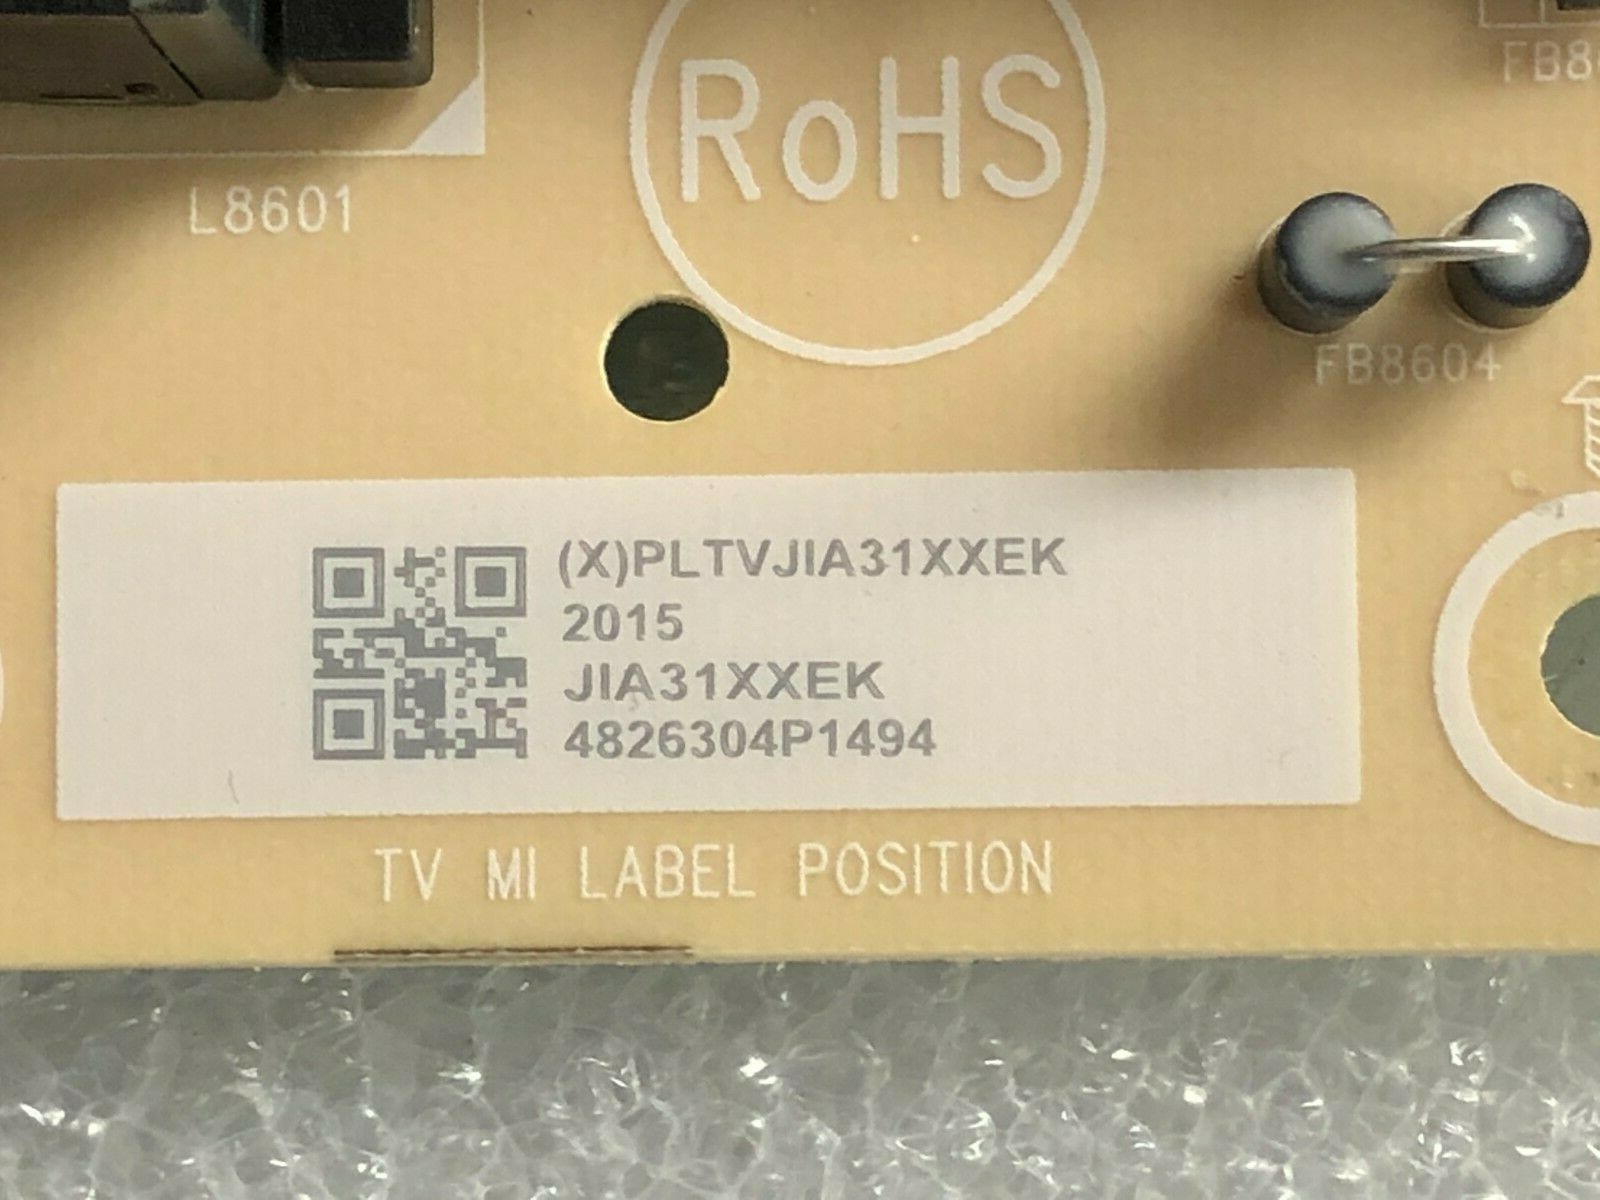 RoHS
L8601
FB8604
(X)PLTVJIA31XXEK
2015
JIA31XXEK
4826304P1494
TV MI LABEL POSITION